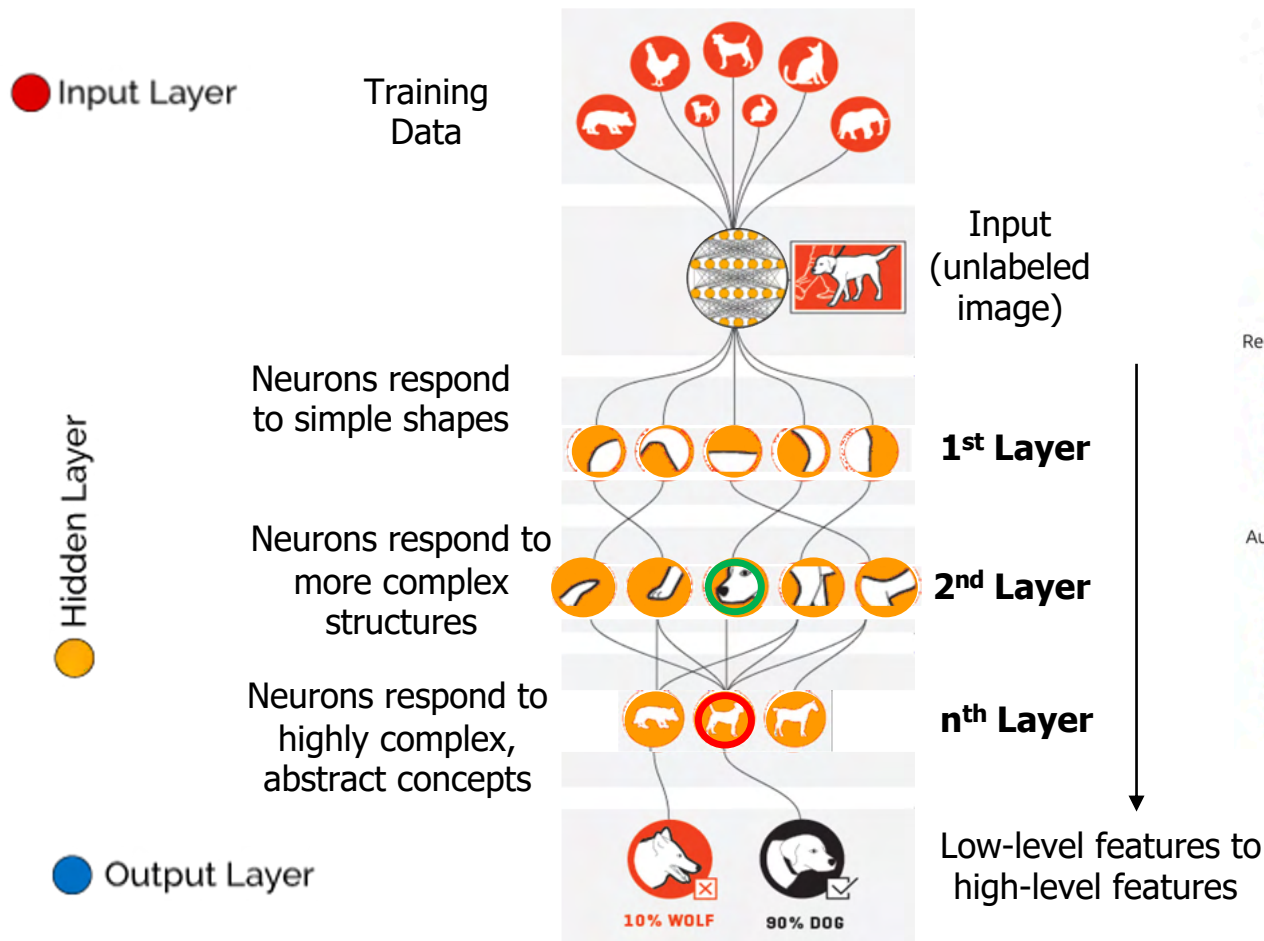 Input Layer
Training
Data
Input
(unlabeled
image)
Neurons respond
to simple shapes
1st Layer
Hidden Layer
Neurons respond to
more complex
structures
2nd Layer
Neurons respond to
highly complex,
abstract concepts
nth Layer
Output Layer
10% WOLF
90% DOG
Low-level features to
high-level features
Re
Au